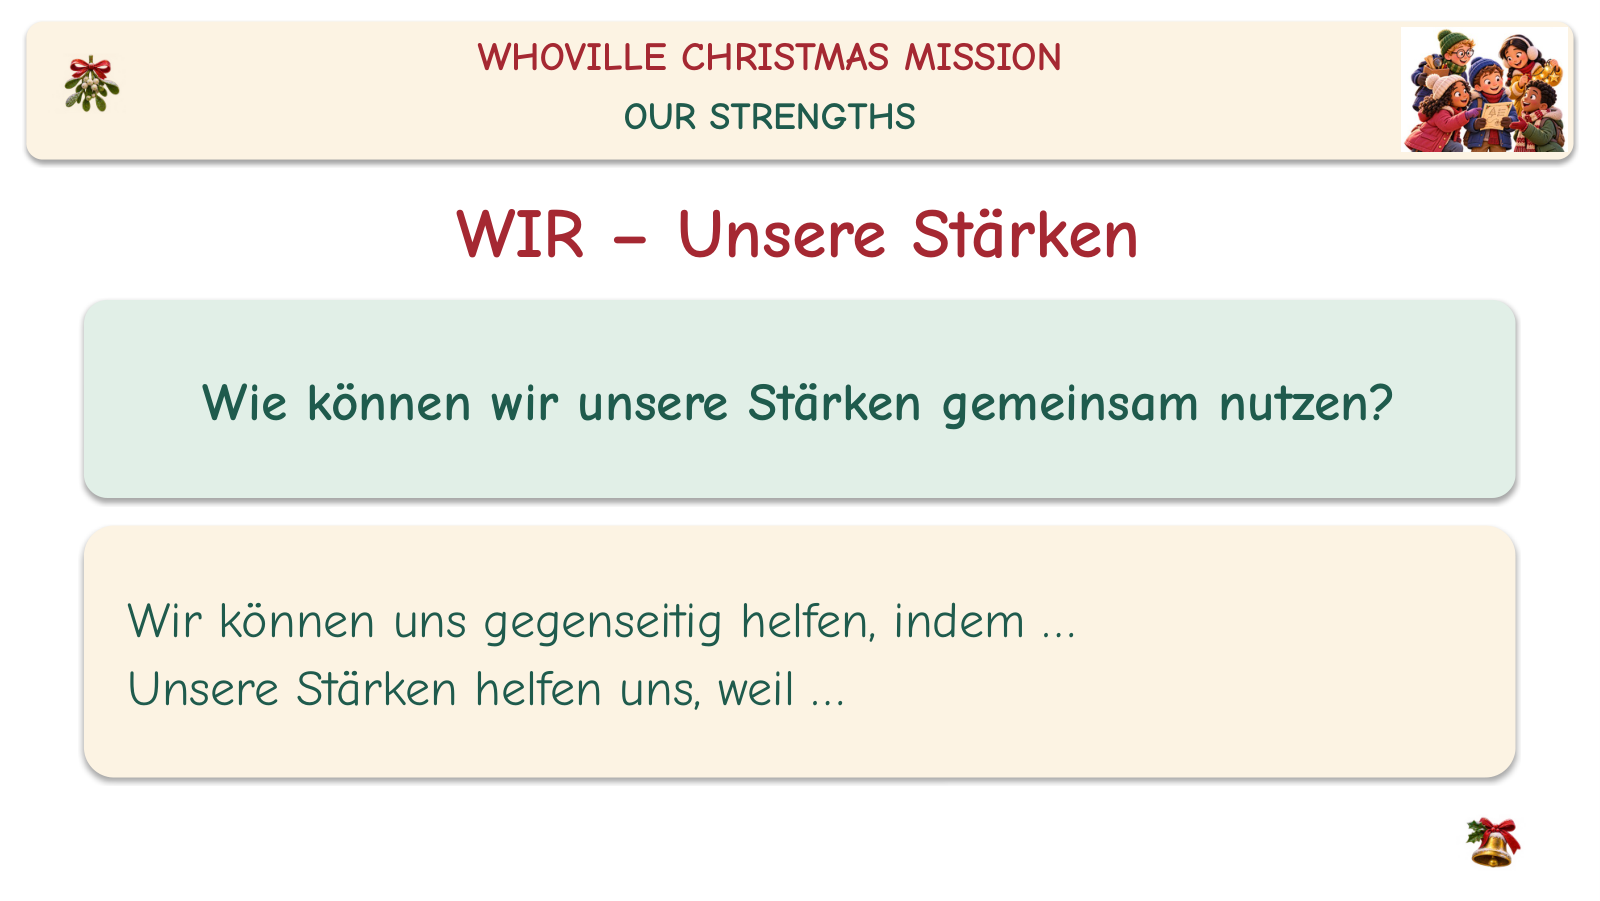 WHOVILLE CHRISTMAS MISSION
OUR STRENGTHS
WIR – Unsere Stärken
Wie können wir unsere Stärken gemeinsam nutzen?
Wir können uns gegenseitig helfen, indem ...
Unsere Stärken helfen uns, weil ...